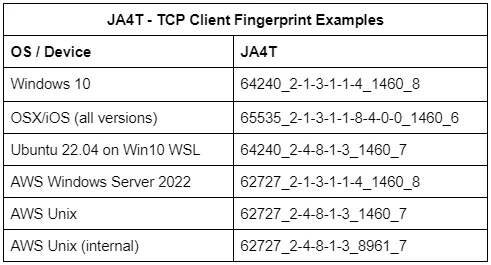 JA4T - TCP Client Fingerprint Examples
OS / Device JA4T
Windows 10 64240_2-1-3-1-1-4_1460_8
OSX/iOS (all versions) 65535_2-1-3-1-1-8-4-0-0_1460_6
Ubuntu 22.04 on Win10 WSL 64240_2-4-8-1-3_1460_7
AWS Windows Server 2022 62727_2-1-3-1-1-4_1460_8
AWS Unix 62727_2-4-8-1-3_1460_7
AWS Unix (internal) 62727_2-4-8-1-3_8961_7